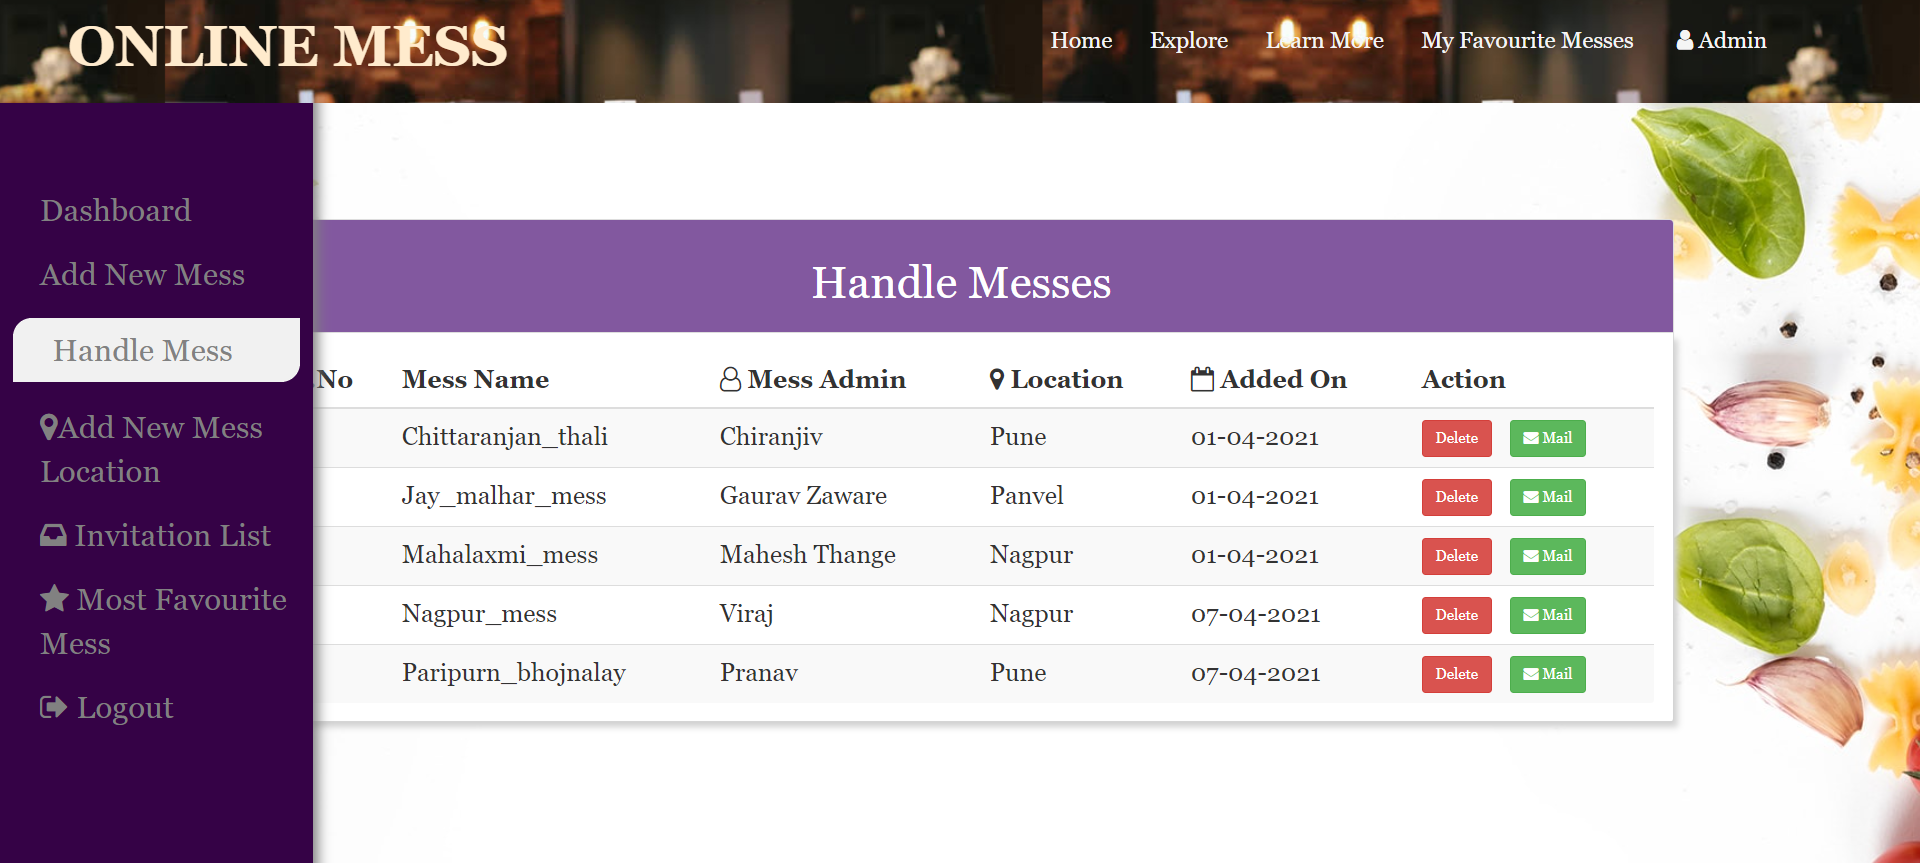 ONLINE MESS
Home Explore Learn More My Favourite Messes Admin
Dashboard
Add New Mess
Handle Mess
Add New Mess
Location
Invitation List
Most Favourite
Mess
Logout
Handle Messes
No Mess Name Mess Admin Location Added On Action
Chittaranjan_thali Chiranjiv Pune 01-04-2021 Delete Mail
Jay_malhar_mess Gaurav Zaware Panvel 01-04-2021 Delete Mail
Mahalaxmi_mess Mahesh Thange Nagpur 01-04-2021 Delete Mail
Nagpur_mess Viraj Nagpur 07-04-2021 Delete Mail
Paripurn_bhojnalay Pranav Pune 07-04-2021 Delete Mail